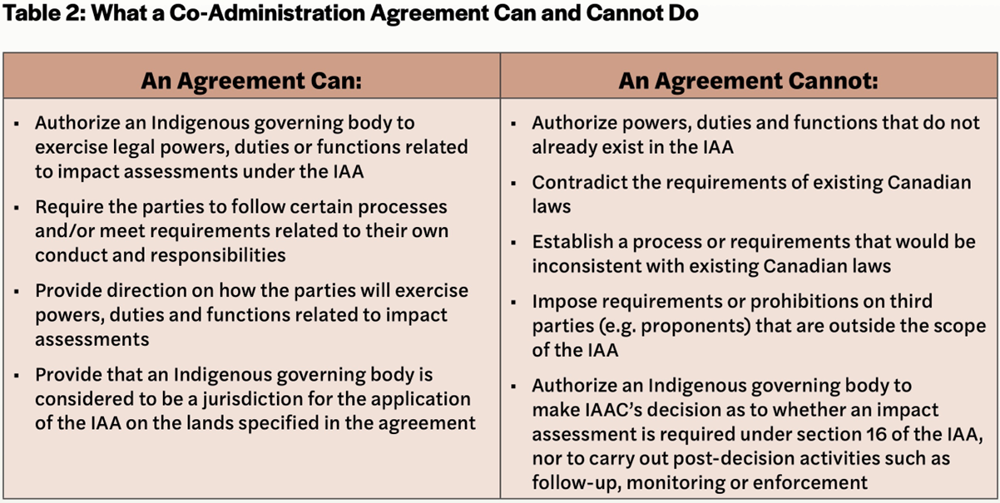 Table 2: What a Co-Administration Agreement Can and Cannot Do
An Agreement Can:
▪ Authorize an Indigenous governing body to
exercise legal powers, duties or functions related
to impact assessments under the IAA
▪ Require the parties to follow certain processes
and/or meet requirements related to their own
conduct and responsibilities
▪ Provide direction on how the parties will exercise
powers, duties and functions related to impact
assessments
▪ Provide that an Indigenous governing body is
considered to be a jurisdiction for the application
of the IAA on the lands specified in the agreement
An Agreement Cannot:
▪ Authorize powers, duties and functions that do not
already exist in the IAA
▪ Contradict the requirements of existing Canadian
laws
▪ Establish a process or requirements that would be
inconsistent with existing Canadian laws
▪ Impose requirements or prohibitions on third
parties (e.g. proponents) that are outside the scope
of the IAA
▪ Authorize an Indigenous governing body to
make IAAC’s decision as to whether an impact
assessment is required under section 16 of the IAA,
nor to carry out post-decision activities such as
follow-up, monitoring or enforcement